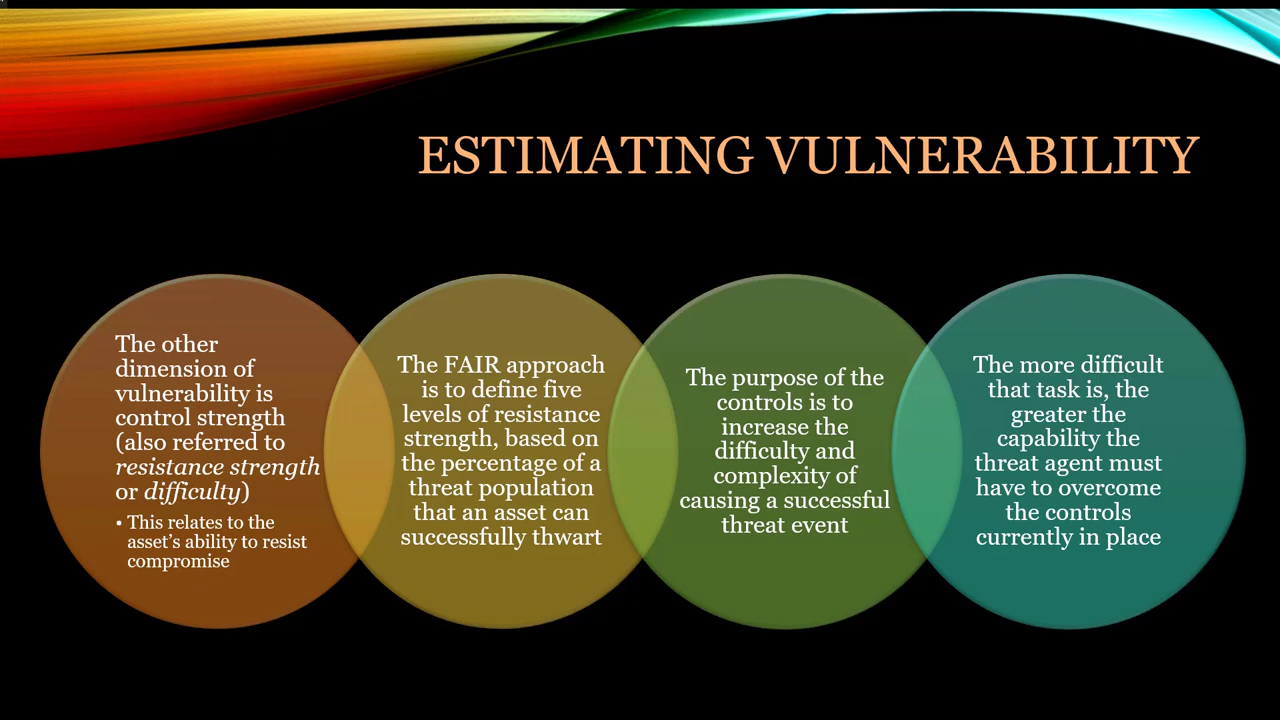 ESTIMATING VULNERABILITY
The other
dimension of
vulnerability is
control strength
(also referred to
resistance strength
or difficulty)
• This relates to the
asset’s ability to resist
compromise
The FAIR approach
is to define five
levels of resistance
strength, based on
the percentage of a
threat population
that an asset can
successfully thwart
The purpose of the
controls is to
increase the
difficulty and
complexity of
causing a successful
threat event
The more difficult
that task is, the
greater the
capability the
threat agent must
have to overcome
the controls
currently in place